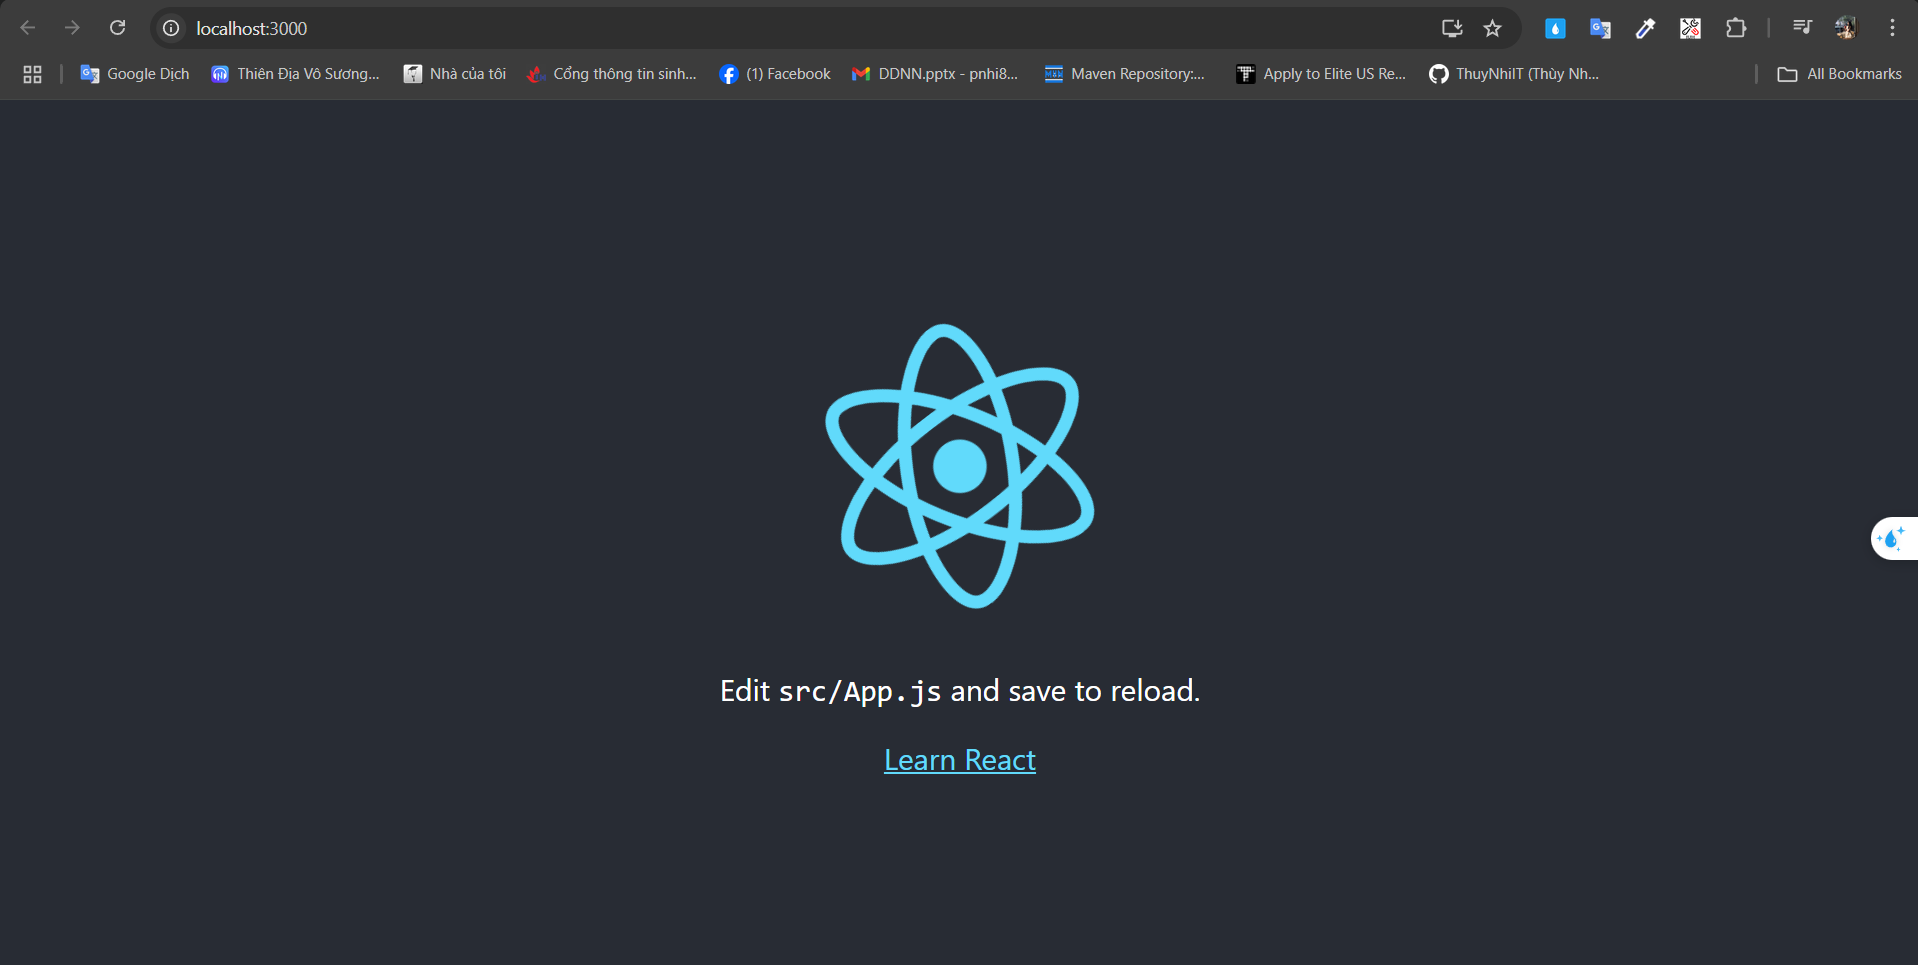 localhost:3000
Google Dịch
Thiên Địa Vô Sương...
Nhà của tôi
Cổng thông tin sinh...
(1) Facebook
DDNN.pptx - pnhi8...
Maven Repository:...
Apply to Elite US Re...
ThuyNhiIT (Thùy Nh...
All Bookmarks
Edit src/App.js and save to reload.
Learn React